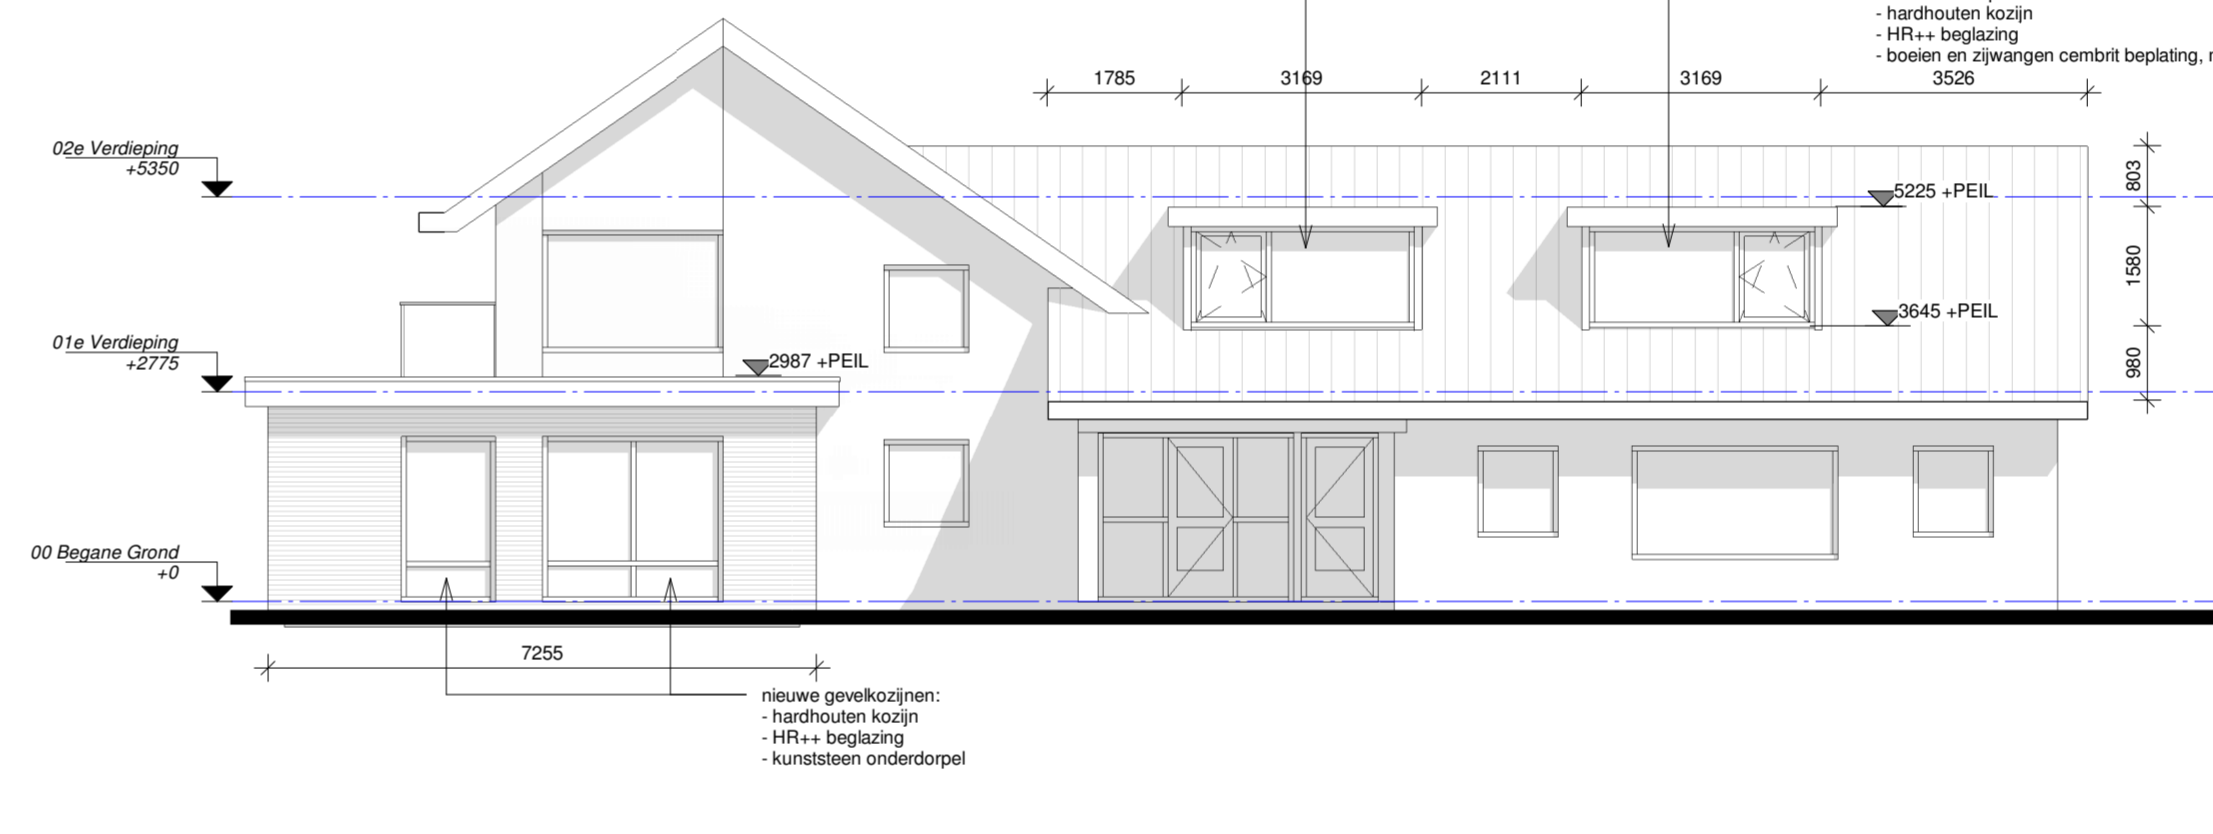 - hardhouten kozijn
- HR++ beglazing
- boeien en zijwangen cembrit beplating,
1785
3169
2111
3169
3526
02e Verdieping
+5350
803
5225 +PEIL
1580
3645 +PEIL
01e Verdieping
+2775
2987 +PEIL
980
00 Begane Grond
+0
7255
nieuwe gevelkozijnen:
- hardhouten kozijn
- HR++ beglazing
- kunststeen onderdorpel